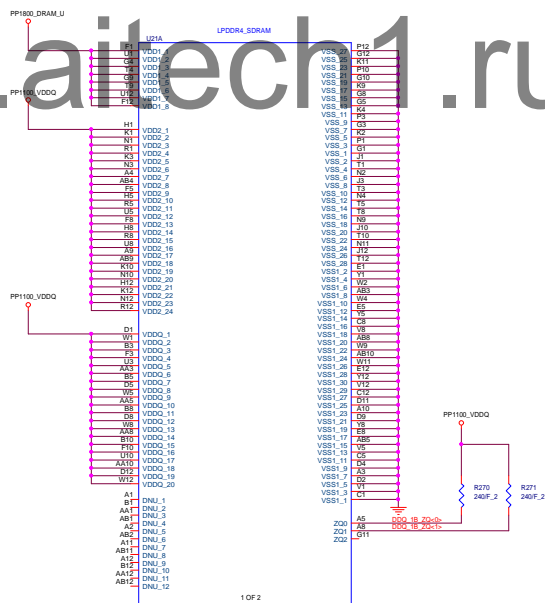 PP1800_DRAM_U
U21A
LPDDR4_SDRAM
.aitech1.ru
F1 VDD1_1
U1 VDD1_2
G4 VDD1_3
T4 VDD1_4
G9 VDD1_5
T9 VDD1_6
U12 VDD1_7
F12 VDD1_8
PP1100_VDDQ
H1 VDD2_1
K1 VDD2_2
N1 VDD2_3
R1 VDD2_4
K3 VDD2_5
N3 VDD2_6
A4 VDD2_7
AB4 VDD2_8
F5 VDD2_9
H5 VDD2_10
R5 VDD2_11
U5 VDD2_12
F8 VDD2_13
H8 VDD2_14
R8 VDD2_15
U8 VDD2_16
A9 VDD2_17
AB9 VDD2_18
K10 VDD2_19
N10 VDD2_20
H12 VDD2_21
K12 VDD2_22
N12 VDD2_23
R12 VDD2_24
PP1100_VDDQ
D1 VDDQ_1
W1 VDDQ_2
B3 VDDQ_3
F3 VDDQ_4
U3 VDDQ_5
AA3 VDDQ_6
B5 VDDQ_7
D5 VDDQ_8
W5 VDDQ_9
AA5 VDDQ_10
B8 VDDQ_11
D8 VDDQ_12
W8 VDDQ_13
AA8 VDDQ_14
B10 VDDQ_15
F10 VDDQ_16
U10 VDDQ_17
AA10 VDDQ_18
D12 VDDQ_19
W12 VDDQ_20
A1 DNU_1
B1 DNU_2
AA1 DNU_3
AB1 DNU_4
A2 DNU_5
AB2 DNU_6
A11 DNU_7
AB11 DNU_8
A12 DNU_9
B12 DNU_10
AA12 DNU_11
AB12 DNU_12
VSS_27 P12
VSS_25 G12
VSS_23 K11
VSS_21 P10
VSS_19 G10
VSS_17 K9
VSS_15 G8
VSS_13 G5
VSS_11 K4
VSS_9 P3
VSS_7 G3
VSS_5 K2
VSS_3 P1
VSS_1 G1
VSS_2 J1
VSS_4 T1
VSS_6 N2
VSS_8 J3
VSS_10 T3
VSS_12 N4
VSS_14 T5
VSS_16 T8
VSS_18 N9
VSS_20 J10
VSS_22 T10
VSS_24 N11
VSS_26 J12
VSS_28 T12
VSS1_2 E1
VSS1_4 Y1
VSS1_6 W2
VSS1_8 AB3
VSS1_10 W4
VSS1_12 E5
VSS1_14 Y5
VSS1_16 C8
VSS1_18 V8
VSS1_20 AB8
VSS1_22 W9
VSS1_24 AB10
VSS1_26 W11
VSS1_28 E12
VSS1_30 Y12
VSS1_29 V12
VSS1_27 C12
VSS1_25 D11
VSS1_23 A10
VSS1_21 D9
VSS1_19 Y8
VSS1_17 E8
VSS1_15 AB5
VSS1_13 V5
VSS1_11 C5
VSS1_9 D4
VSS1_7 A3
VSS1_5 D2
VSS1_3 V1
VSS1_1 C1
ZQ0 A5 DDQ_1B_ZQ<0>
ZQ1 A8 DDQ_1B_ZQ<1>
ZQ2 G11
PP1100_VDDQ
R270
240/F_2
R271
240/F_2
1 OF 2